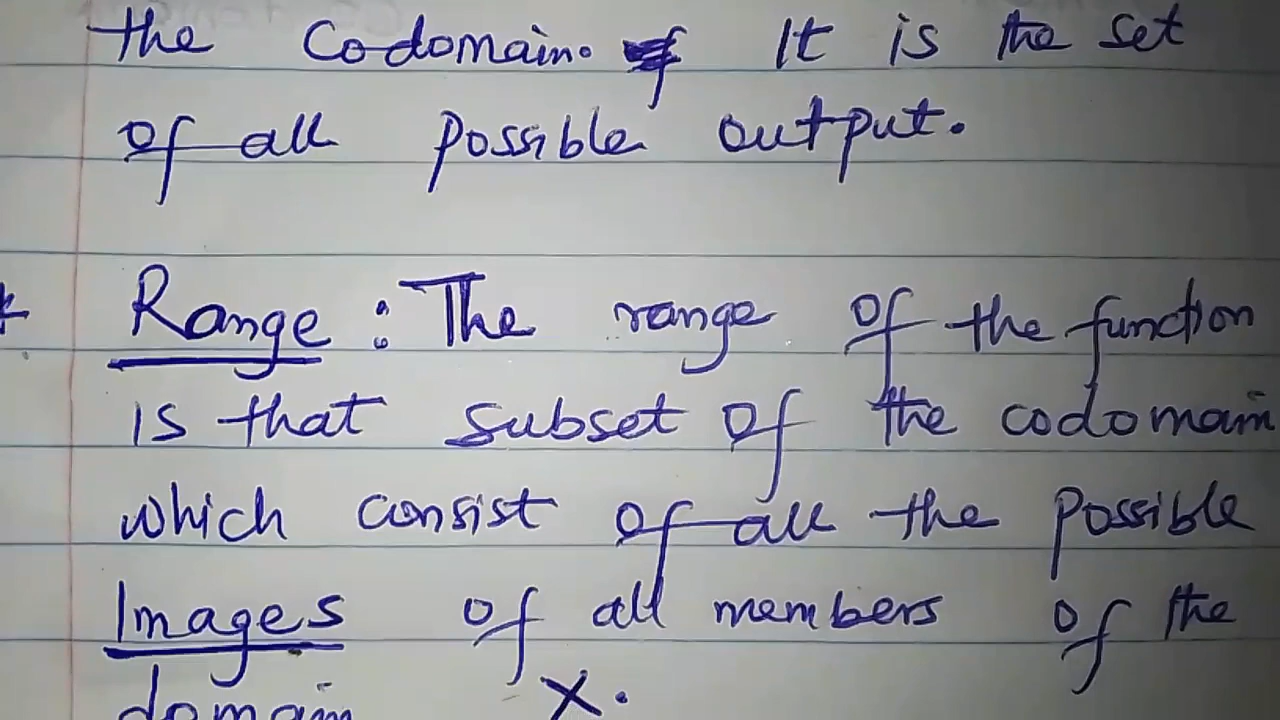 the Codomain. It is the set
of all possible output.
* Range : The range of the function
is that subset of the codomain
which consist of all the possible
Images of all members of the
domain X.